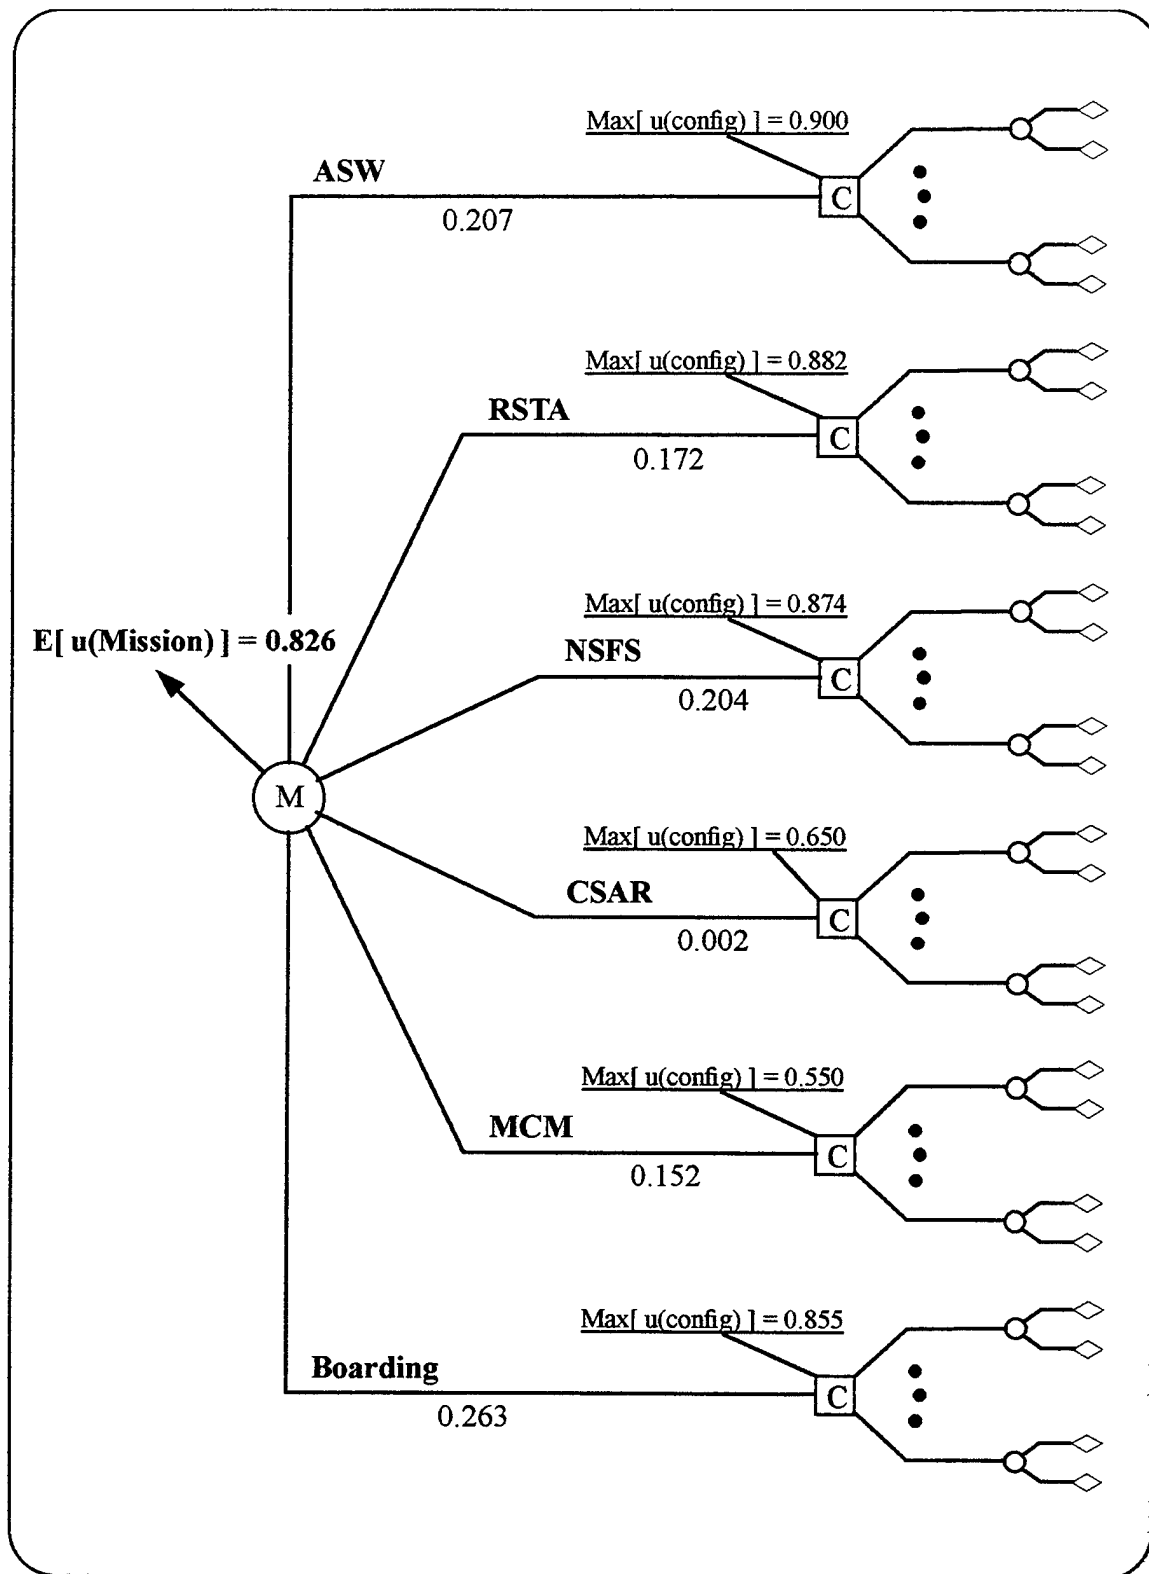 Max[ u(config) ] = 0.900
ASW
C
0.207
Max[ u(config) ] = 0.882
RSTA
C
0.172
Max[ u(config) ] = 0.874
E[ u(Mission) ] = 0.826
NSFS
C
0.204
M
Max[ u(config) ] = 0.650
CSAR
C
0.002
Max[ u(config) ] = 0.550
MCM
C
0.152
Max[ u(config) ] = 0.855
Boarding
C
0.263